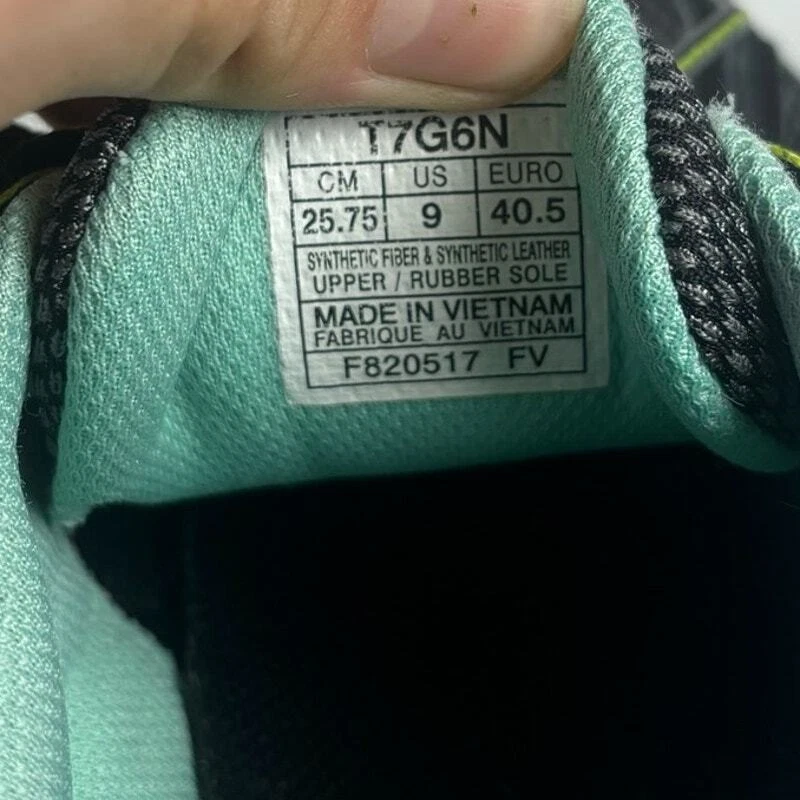 T7G6N
CM US EURO
25.75 9 40.5
SYNTHETIC FIBER & SYNTHETIC LEATHER
UPPER / RUBBER SOLE
MADE IN VIETNAM
FABRIQUE AU VIETNAM
F820517 FV